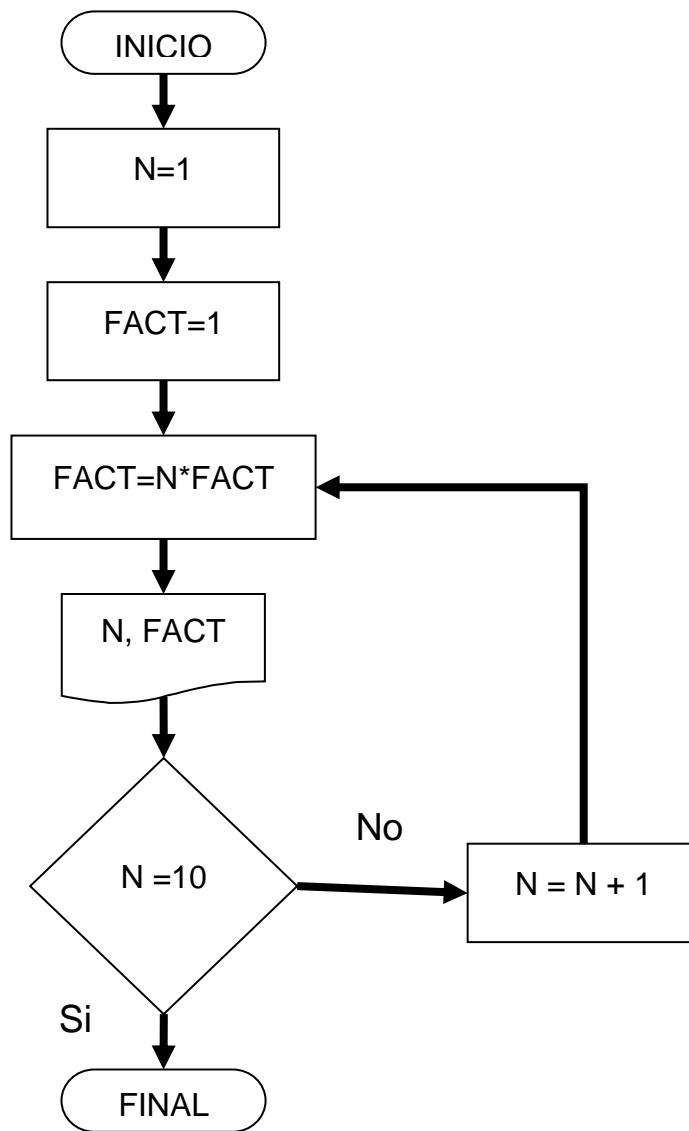 INICIO
N=1
FACT=1
FACT=N*FACT
N, FACT
N =10
No
N = N + 1
Si
FINAL